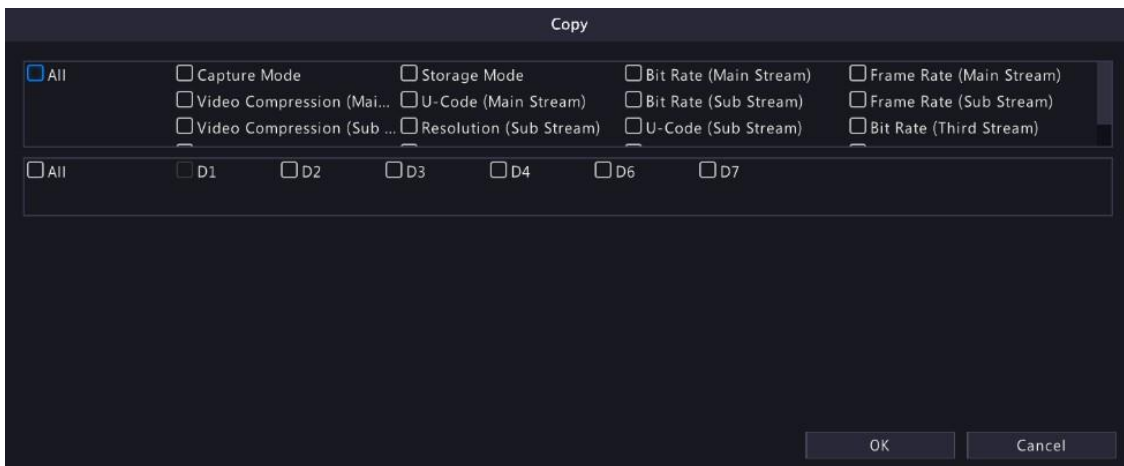 Copy
All Capture Mode Storage Mode Bit Rate (Main Stream) Frame Rate (Main Stream)
Video Compression (Mai... U-Code (Main Stream) Bit Rate (Sub Stream) Frame Rate (Sub Stream)
Video Compression (Sub ... Resolution (Sub Stream) U-Code (Sub Stream) Bit Rate (Third Stream)
All D1 D2 D3 D4 D6 D7
OK Cancel